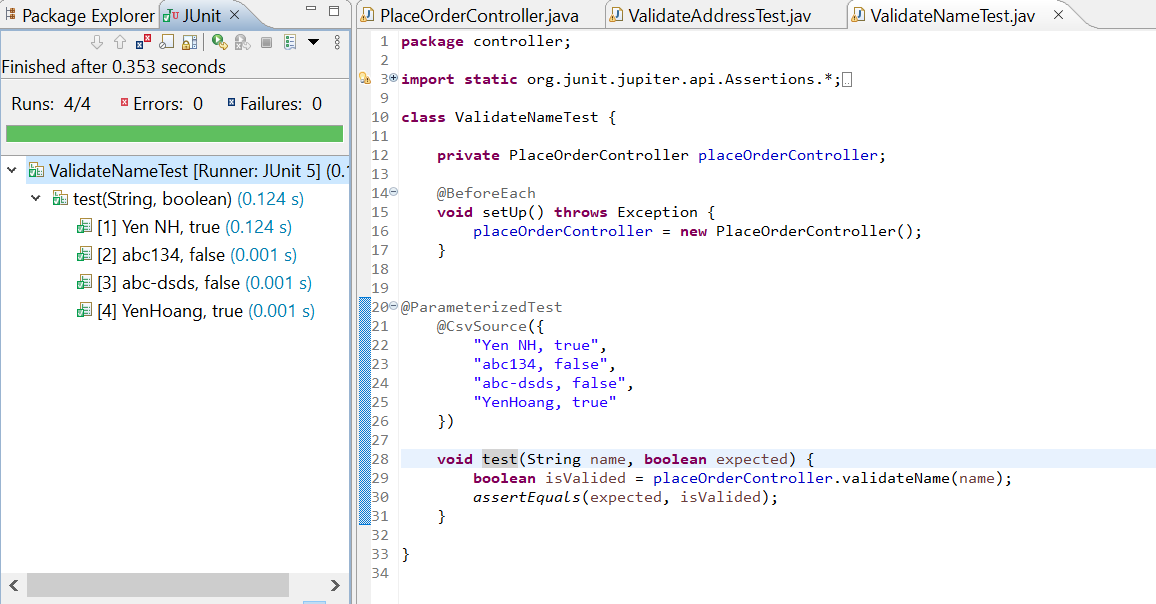 Package Explorer JUnit
Finished after 0.353 seconds
Runs: 4/4 Errors: 0 Failures: 0
ValidateNameTest [Runner: JUnit 5] (0.1
test(String, boolean) (0.124 s)
[1] Yen NH, true (0.124 s)
[2] abc134, false (0.001 s)
[3] abc-dsds, false (0.001 s)
[4] YenHoang, true (0.001 s)
PlaceOrderController.java ValidateAddressTest.jav ValidateNameTest.jav
1 package controller;
2
3 import static org.junit.jupiter.api.Assertions.*;
9
10 class ValidateNameTest {
11
12 private PlaceOrderController placeOrderController;
13
14 @BeforeEach
15 void setUp() throws Exception {
16 placeOrderController = new PlaceOrderController();
17 }
18
19
20 @ParameterizedTest
21 @CsvSource({
22 "Yen NH, true",
23 "abc134, false",
24 "abc-dsds, false",
25 "YenHoang, true"
26 })
27
28 void test(String name, boolean expected) {
29 boolean isValided = placeOrderController.validateName(name);
30 assertEquals(expected, isValided);
31 }
32
33 }
34